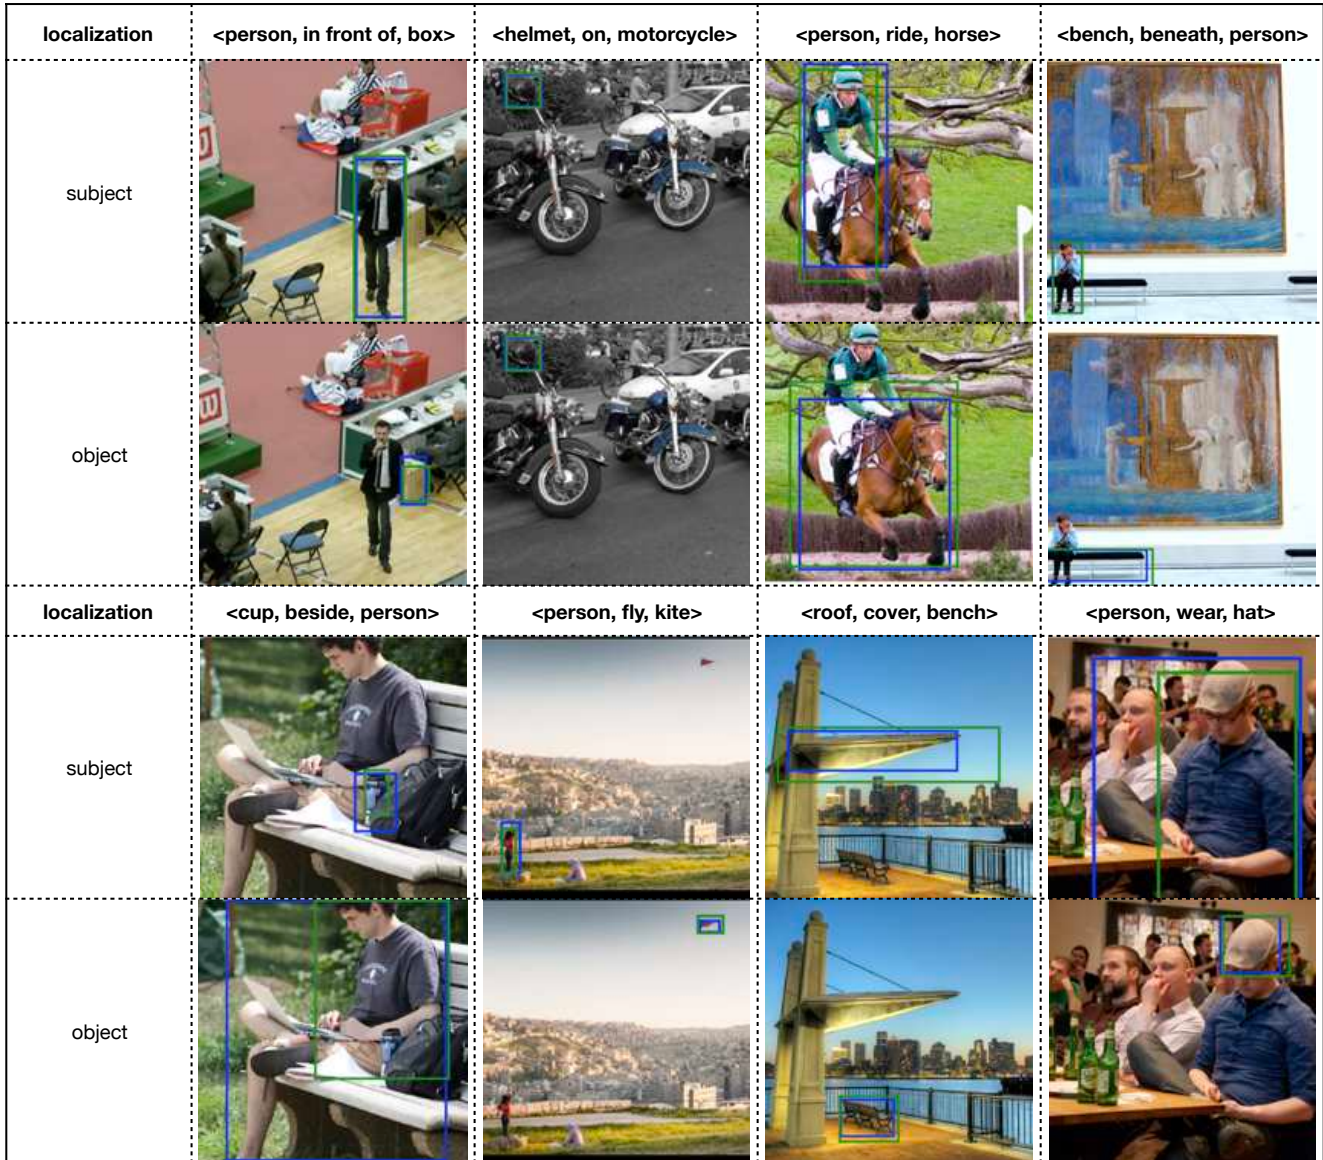 localization <person, in front of, box> <helmet, on, motorcycle> <person, ride, horse> <bench, beneath, person>
subject
W
object
W
localization <cup, beside, person> <person, fly, kite> <roof, cover, bench> <person, wear, hat>
subject
object